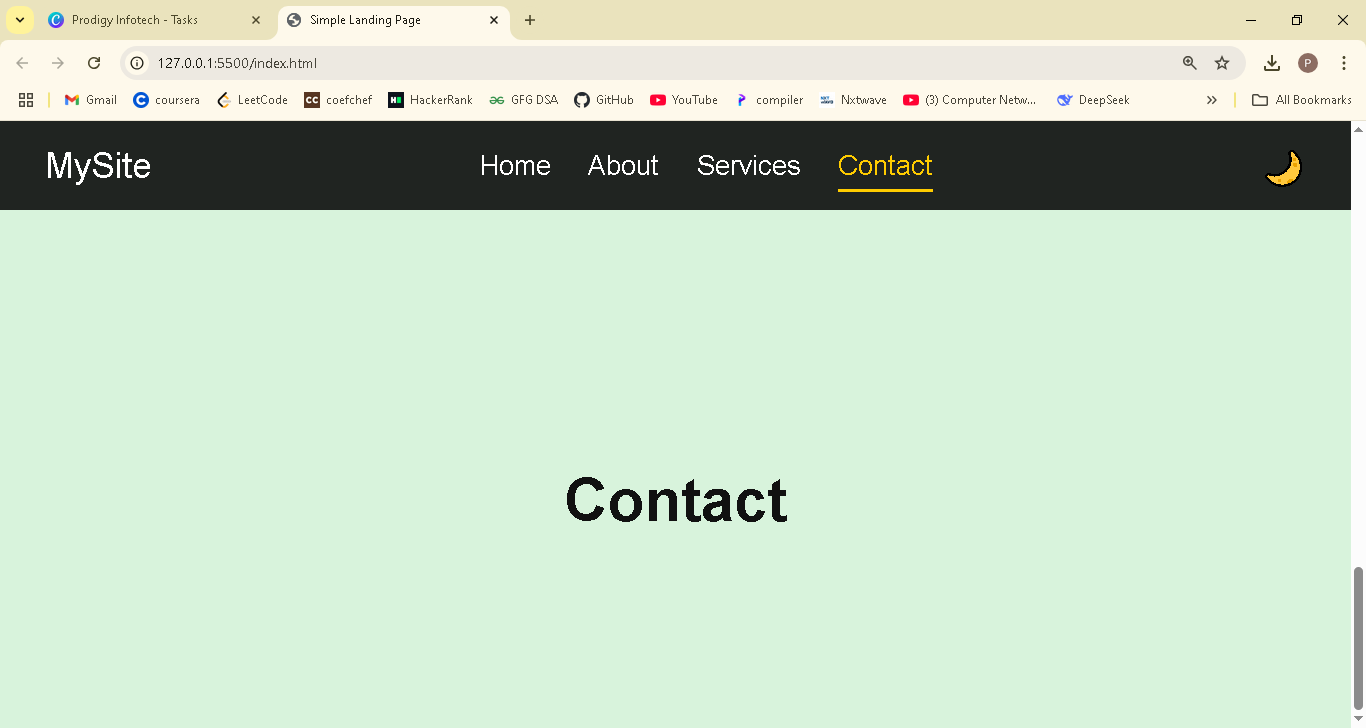 Prodigy Infotech - Tasks Simple Landing Page
127.0.0.1:5500/index.html P
Gmail coursera LeetCode CC coefchef HackerRank GFG DSA GitHub YouTube compiler Nxtwave (3) Computer Netw... DeepSeek All Bookmarks
MySite Home About Services Contact
Contact